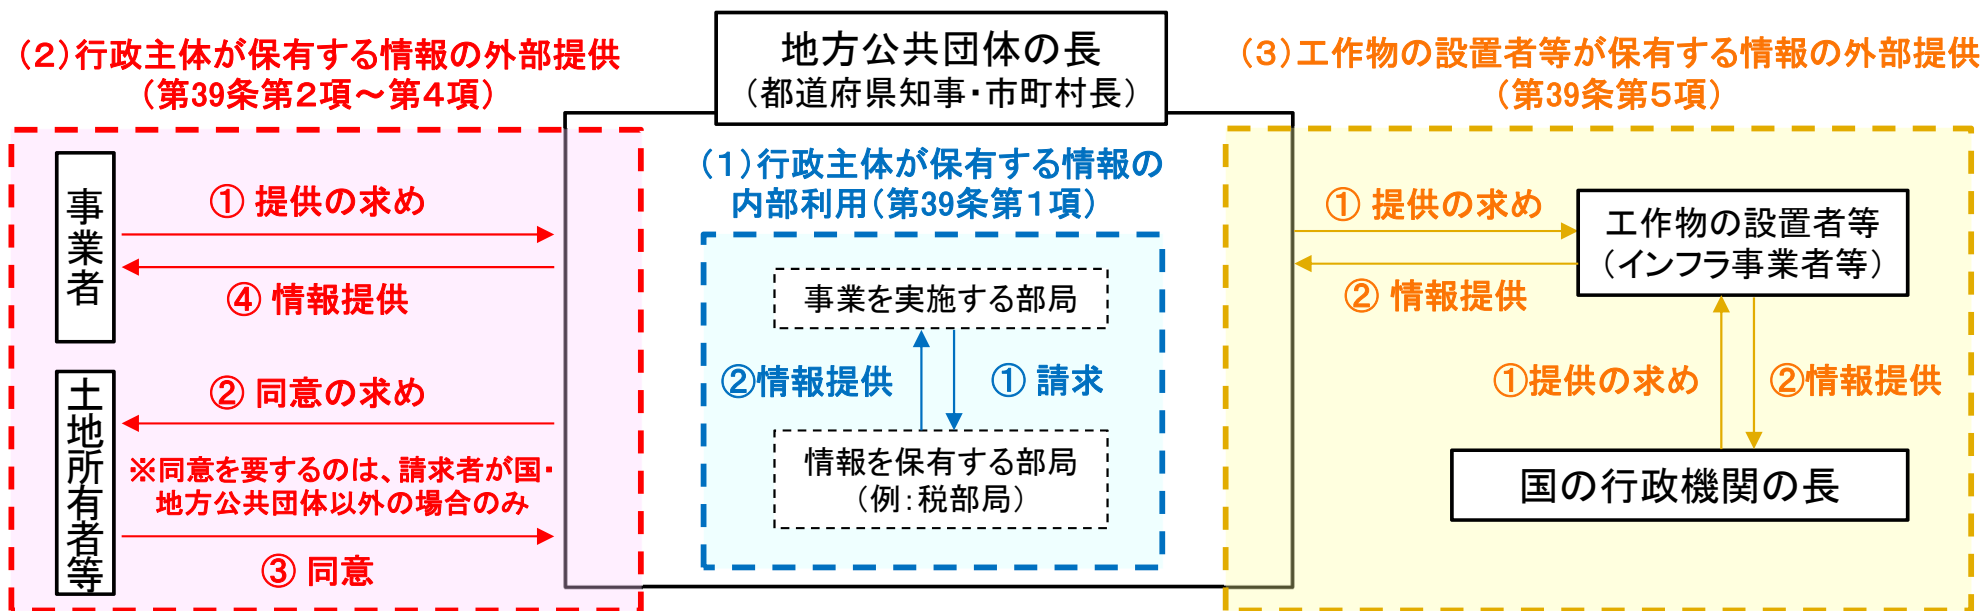 地方公共団体の長
（都道府県知事・市町村長）
（２）行政主体が保有する情報の外部提供
（第39条第２項～第４項）
事業者
① 提供の求め
④ 情報提供
土地所有者等
② 同意の求め
※同意を要するのは、請求者が国・
地方公共団体以外の場合のみ
③ 同意
（１）行政主体が保有する情報の
内部利用（第39条第１項）
事業を実施する部局
②情報提供
① 請求
情報を保有する部局
（例：税部局）
（３）工作物の設置者等が保有する情報の外部提供
（第39条第５項）
① 提供の求め
② 情報提供
工作物の設置者等
（インフラ事業者等）
①提供の求め
②情報提供
国の行政機関の長